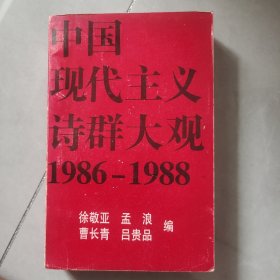 中国
现代主义
诗群大观
1986-1988
徐敬亚 孟浪
曹长青 吕贵品
编